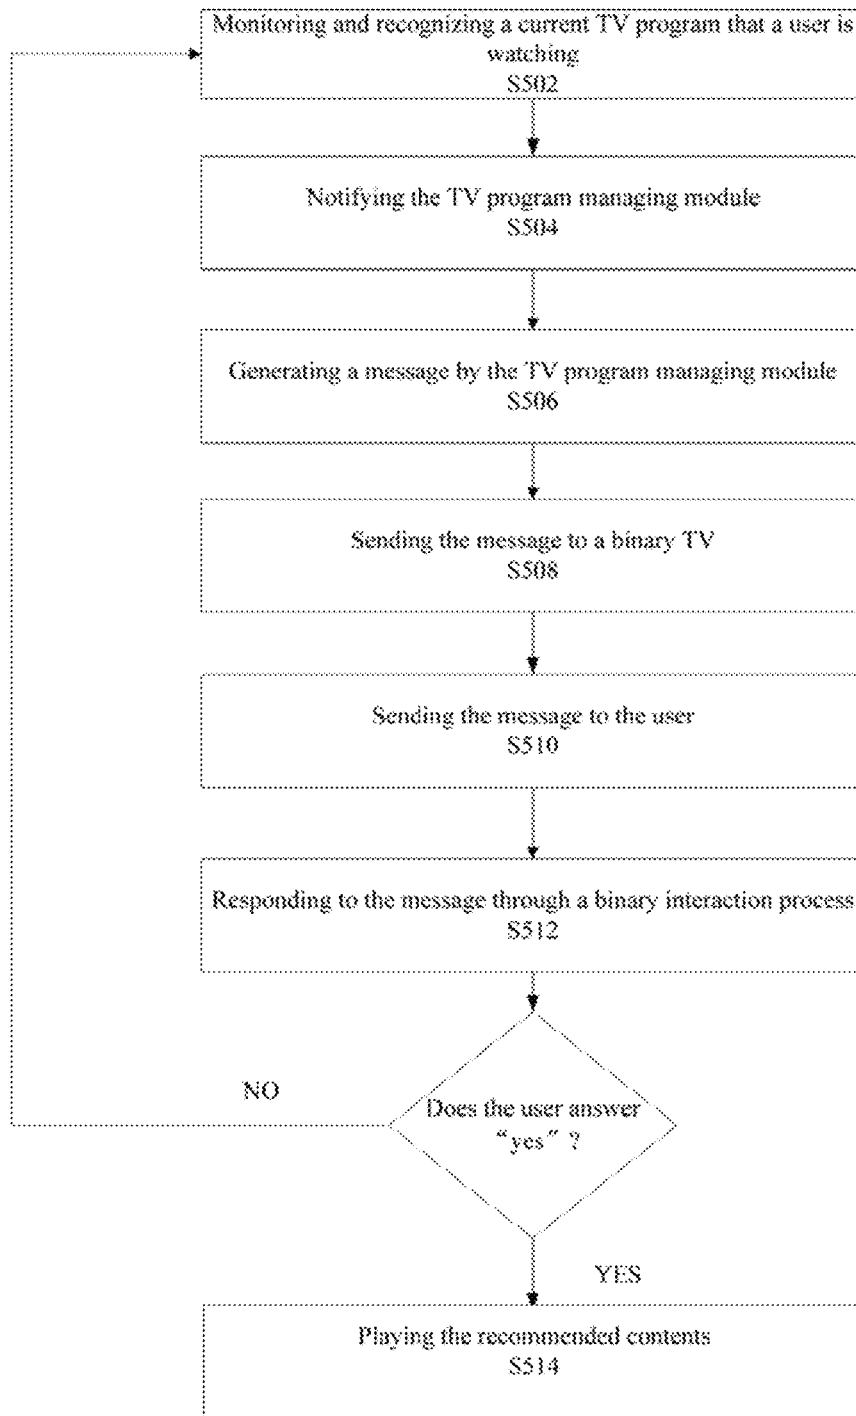 Monitoring and recognizing a current TV program that a user is
watching
S502
Notifying the TV program managing module
S504
Generating a message by the TV program managing module
S506
Sending the message to a binary TV
S508
Sending the message to the user
S510
Responding to the message through a binary interaction process
S512
NO
Does the user answer
“yes” ?
YES
Playing the recommended contents
S514